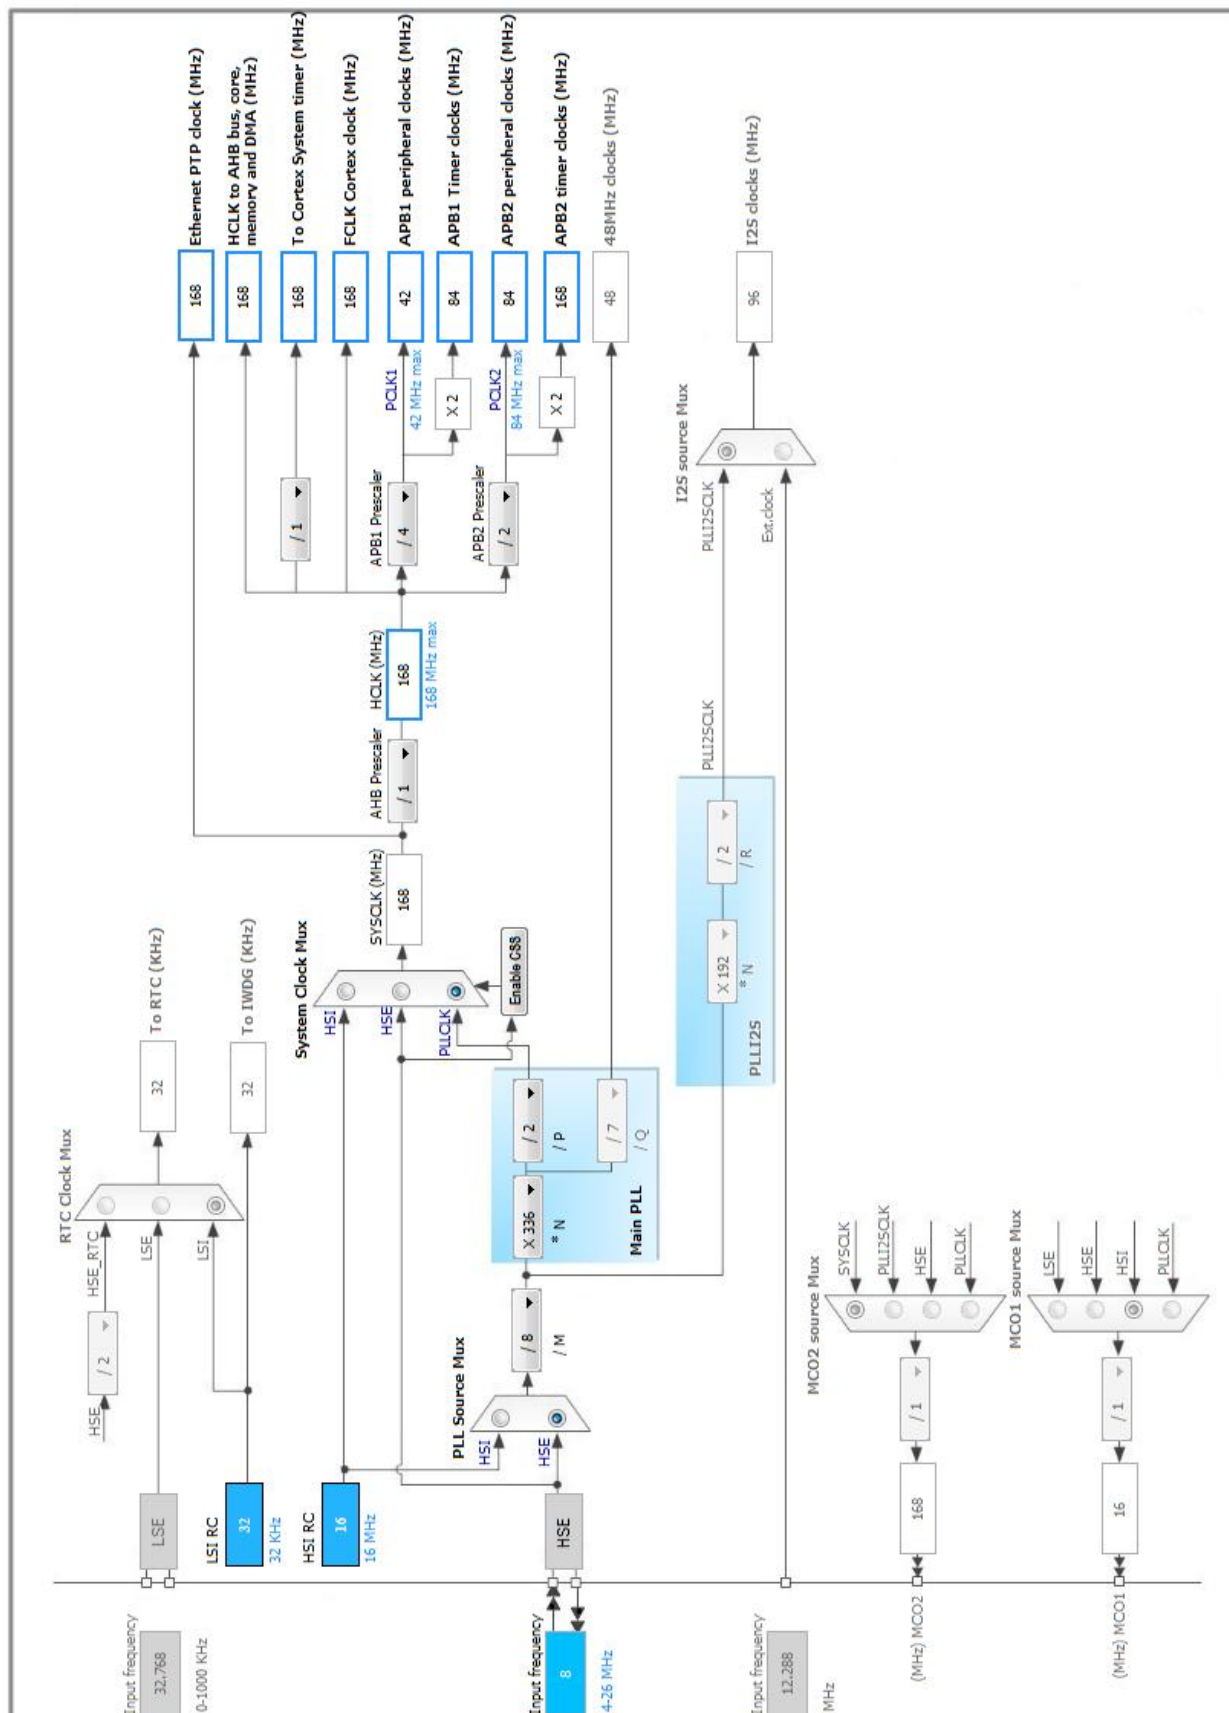 Input frequency
32.768
0-1000 KHz
LSE
HSE
/ 2
HSE_RTC
LSE
LSI
RTC Clock Mux
32
To RTC (KHz)
LSI RC
32
32 KHz
32
To IWDG (KHz)
HSI RC
16
16 MHz
Input frequency
8
4-26 MHz
HSE
PLL Source Mux
HSI
HSE
/ 8
/ M
X 336
* N
/ 2
/ P
/ 7
/ Q
Main PLL
System Clock Mux
HSI
HSE
PLLCLK
Enable CSS
SYSCLK (MHz)
168
AHB Prescaler
/ 1
HCLK (MHz)
168
168 MHz max
/ 1
APB1 Prescaler
/ 4
PCLK1
42 MHz max
X 2
APB2 Prescaler
/ 2
PCLK2
84 MHz max
X 2
168
Ethernet PTP clock (MHz)
168
HCLK to AHB bus, core,
memory and DMA (MHz)
168
To Cortex System timer (MHz)
168
FCLK Cortex clock (MHz)
42
APB1 peripheral clocks (MHz)
84
APB1 Timer clocks (MHz)
84
APB2 peripheral clocks (MHz)
168
APB2 timer clocks (MHz)
48
48MHz clocks (MHz)
X 192
* N
/ 2
/ R
PLLI2S
PLLI2SCLK
PLLI2SCLK
Ext.clock
I2S source Mux
96
I2S clocks (MHz)
Input frequency
12.288
MHz
MCO2 source Mux
SYSCLK
PLLI2SCLK
HSE
PLLCLK
/ 1
168
(MHz) MCO2
MCO1 source Mux
LSE
HSE
HSI
PLLCLK
/ 1
16
(MHz) MCO1